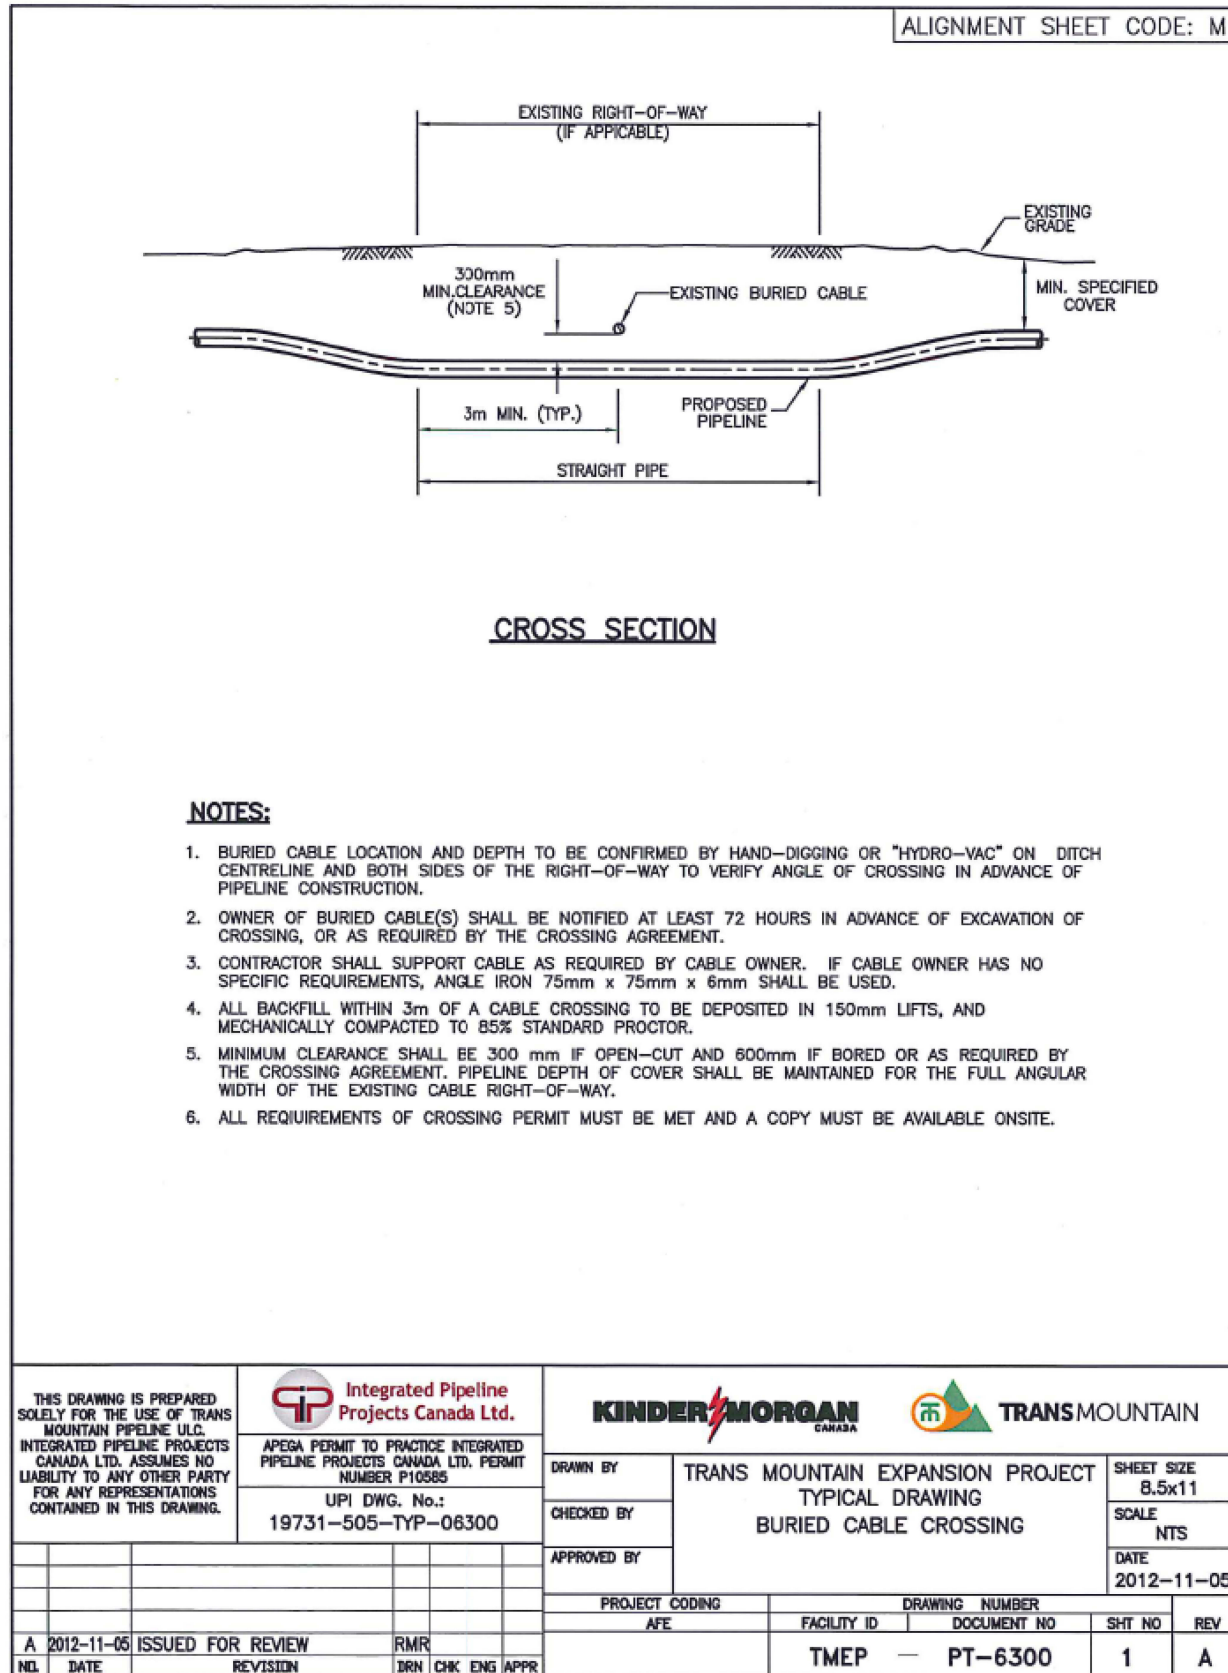 ALIGNMENT SHEET CODE: M
EXISTING RIGHT-OF-WAY
(IF APPICABLE)
EXISTING
GRADE
300mm
MIN.CLEARANCE
(NOTE 5)
EXISTING BURIED CABLE
MIN. SPECIFIED
COVER
3m MIN. (TYP.)
PROPOSED
PIPELINE
STRAIGHT PIPE
CROSS SECTION
NOTES:
1. BURIED CABLE LOCATION AND DEPTH TO BE CONFIRMED BY HAND-DIGGING OR "HYDRO-VAC" ON DITCH
CENTRELINE AND BOTH SIDES OF THE RIGHT-OF-WAY TO VERIFY ANGLE OF CROSSING IN ADVANCE OF
PIPELINE CONSTRUCTION.
2. OWNER OF BURIED CABLE(S) SHALL BE NOTIFIED AT LEAST 72 HOURS IN ADVANCE OF EXCAVATION OF
CROSSING, OR AS REQUIRED BY THE CROSSING AGREEMENT.
3. CONTRACTOR SHALL SUPPORT CABLE AS REQUIRED BY CABLE OWNER. IF CABLE OWNER HAS NO
SPECIFIC REQUIREMENTS, ANGLE IRON 75mm x 75mm x 6mm SHALL BE USED.
4. ALL BACKFILL WITHIN 3m OF A CABLE CROSSING TO BE DEPOSITED IN 150mm LIFTS, AND
MECHANICALLY COMPACTED TO 85% STANDARD PROCTOR.
5. MINIMUM CLEARANCE SHALL BE 300 mm IF OPEN-CUT AND 600mm IF BORED OR AS REQUIRED BY
THE CROSSING AGREEMENT. PIPELINE DEPTH OF COVER SHALL BE MAINTAINED FOR THE FULL ANGULAR
WIDTH OF THE EXISTING CABLE RIGHT-OF-WAY.
6. ALL REQIUIREMENTS OF CROSSING PERMIT MUST BE MET AND A COPY MUST BE AVAILABLE ONSITE.
THIS DRAWING IS PREPARED
SOLELY FOR THE USE OF TRANS
MOUNTAIN PIPELINE ULC.
INTEGRATED PIPELINE PROJECTS
CANADA LTD. ASSUMES NO
LIABILITY TO ANY OTHER PARTY
FOR ANY REPRESENTATIONS
CONTAINED IN THIS DRAWING.
Integrated Pipeline
Projects Canada Ltd.
APEGA PERMIT TO PRACTICE INTEGRATED
PIPELINE PROJECTS CANADA LTD. PERMIT
NUMBER P10585
UPI DWG. No.:
19731-505-TYP-06300
KINDER MORGAN
CANADA
TRANSMOUNTAIN
DRAWN BY
CHECKED BY
APPROVED BY
TRANS MOUNTAIN EXPANSION PROJECT
TYPICAL DRAWING
BURIED CABLE CROSSING
SHEET SIZE
8.5x11
SCALE
NTS
DATE
2012-11-05
PROJECT CODING
DRAWING NUMBER
AFE
FACILITY ID
DOCUMENT NO
SHT NO
REV
TMEP - PT-6300
1
A
A 2012-11-05 ISSUED FOR REVIEW RMR
NO. DATE REVISION DRN CHK ENG APPR